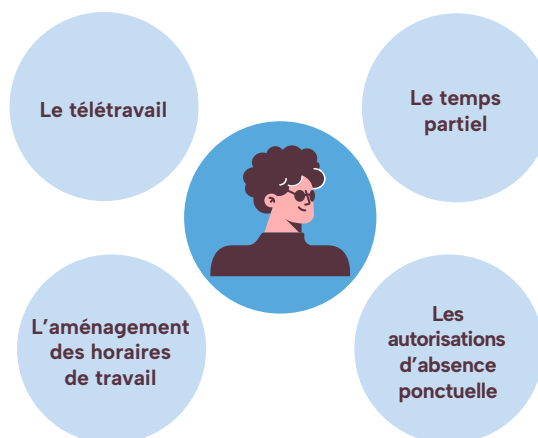 Le télétravail
Le temps
partiel
L’aménagement
des horaires
de travail
Les
autorisations
d’absence
ponctuelle